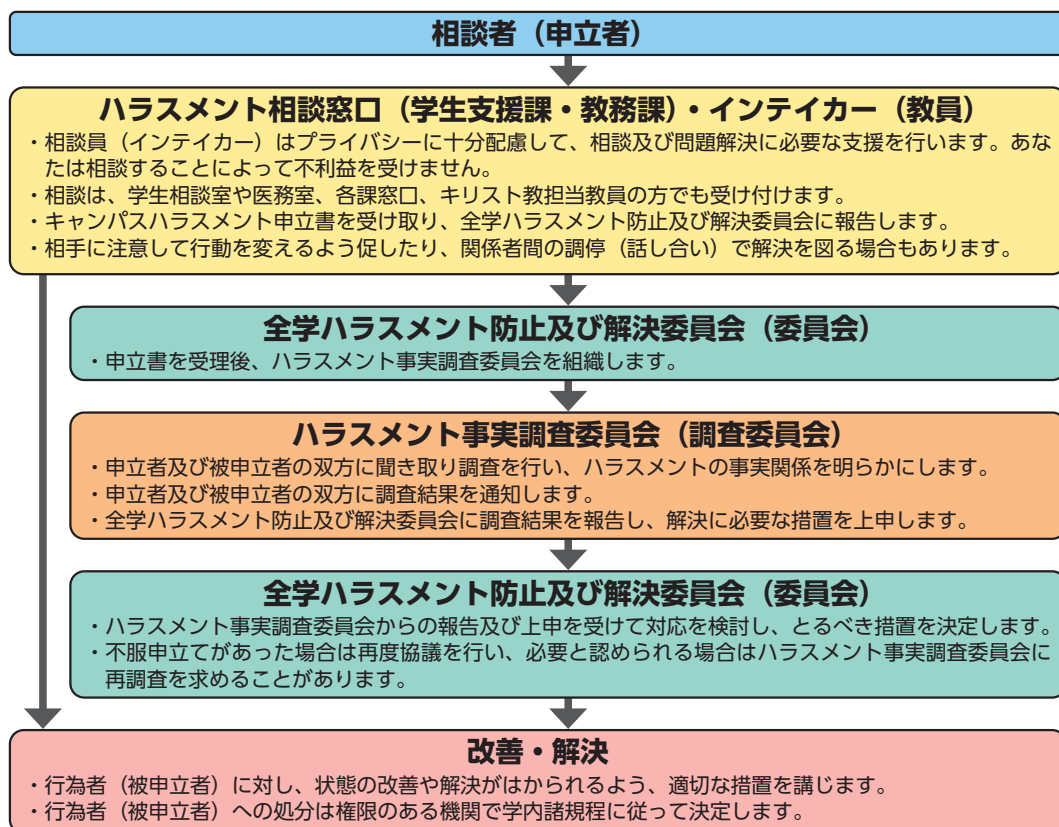 相談者（申立者）
ハラスメント相談窓口（学生支援課・教務課）・インテイカー（教員）
・相談員（インテイカー）はプライバシーに十分配慮して、相談及び問題解決に必要な支援を行います。あな
たは相談することによって不利益を受けません。
・相談は、学生相談室や医務室、各課窓口、キリスト教担当教員の方でも受け付けます。
・キャンパスハラスメント申立書を受け取り、全学ハラスメント防止及び解決委員会に報告します。
・相手に注意して行動を変えるよう促したり、関係者間の調停（話し合い）で解決を図る場合もあります。
全学ハラスメント防止及び解決委員会（委員会）
・申立書を受理後、ハラスメント事実調査委員会を組織します。
ハラスメント事実調査委員会（調査委員会）
・申立者及び被申立者の双方に聞き取り調査を行い、ハラスメントの事実関係を明らかにします。
・申立者及び被申立者の双方に調査結果を通知します。
・全学ハラスメント防止及び解決委員会に調査結果を報告し、解決に必要な措置を上申します。
全学ハラスメント防止及び解決委員会（委員会）
・ハラスメント事実調査委員会からの報告及び上申を受けて対応を検討し、とるべき措置を決定します。
・不服申立てがあった場合は再度協議を行い、必要と認められる場合はハラスメント事実調査委員会に
再調査を求めることがあります。
改善・解決
・行為者（被申立者）に対し、状態の改善や解決がはかられるよう、適切な措置を講じます。
・行為者（被申立者）への処分は権限のある機関で学内諸規程に従って決定します。